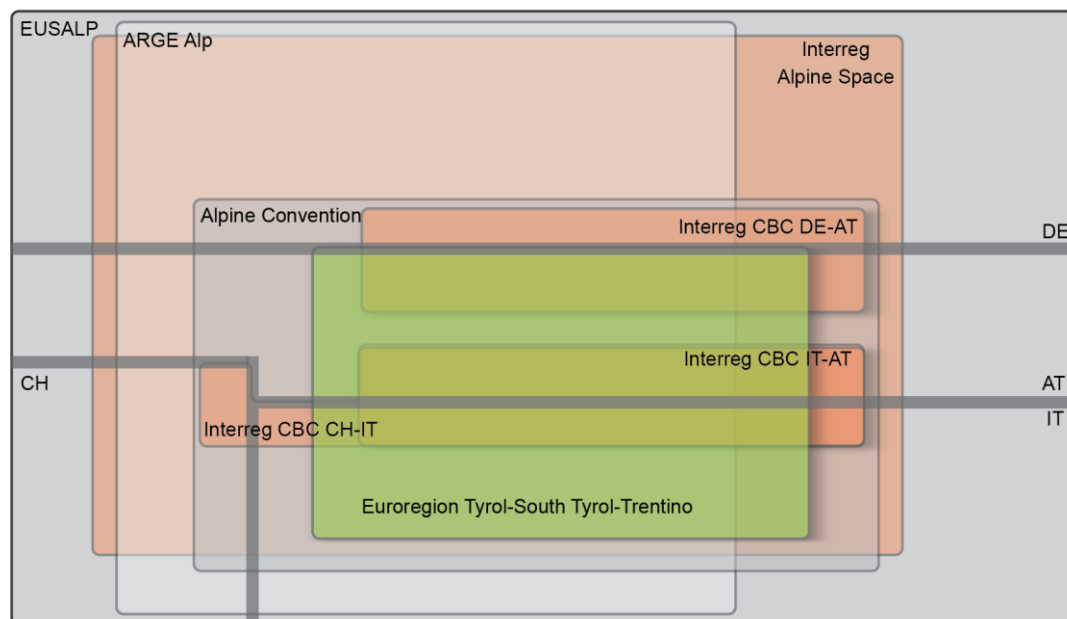 EUSALP
ARGE Alp
Interreg
Alpine Space
Alpine Convention
Interreg CBC DE-AT
DE
Interreg CBC IT-AT
CH
AT
IT
Interreg CBC CH-IT
Euroregion Tyrol-South Tyrol-Trentino